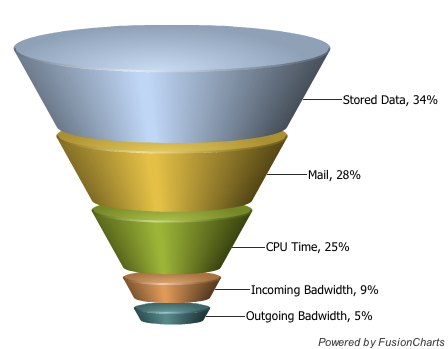 Stored Data, 34%
Mail, 28%
CPU Time, 25%
Incoming Badwidth, 9%
Outgoing Badwidth, 5%
Powered by FusionCharts